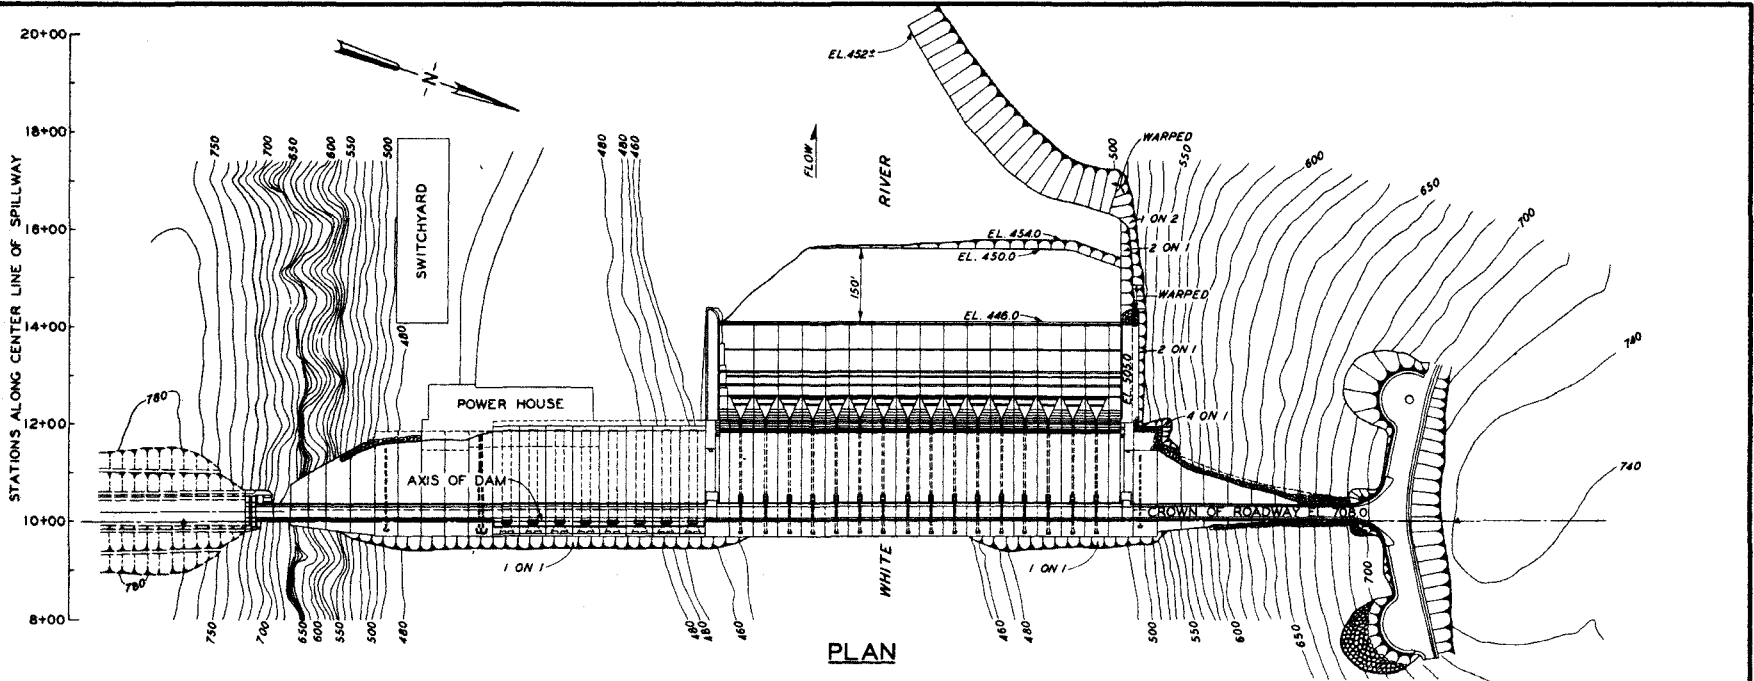 20+00
18+00
16+00
14+00
12+00
10+00
8+00
STATIONS ALONG CENTER LINE OF SPILLWAY
-N-
EL. 452±
FLOW
RIVER
WARPED
750
700
650
600
550
500
480
480
460
500
550
600
650
700
SWITCHYARD
1 ON 2
2 ON 1
EL. 454.0
EL. 450.0
150'
WARPED
EL. 446.0
480
2 ON 1
EL. 505.0
740
780
POWER HOUSE
4 ON 1
AXIS OF DAM
740
CROWN OF ROADWAY EL. 708.0
1 ON 1
WHITE
1 ON 1
700
780
750
700
650
600
550
500
480
480
480
460
460
480
500
550
600
650
PLAN